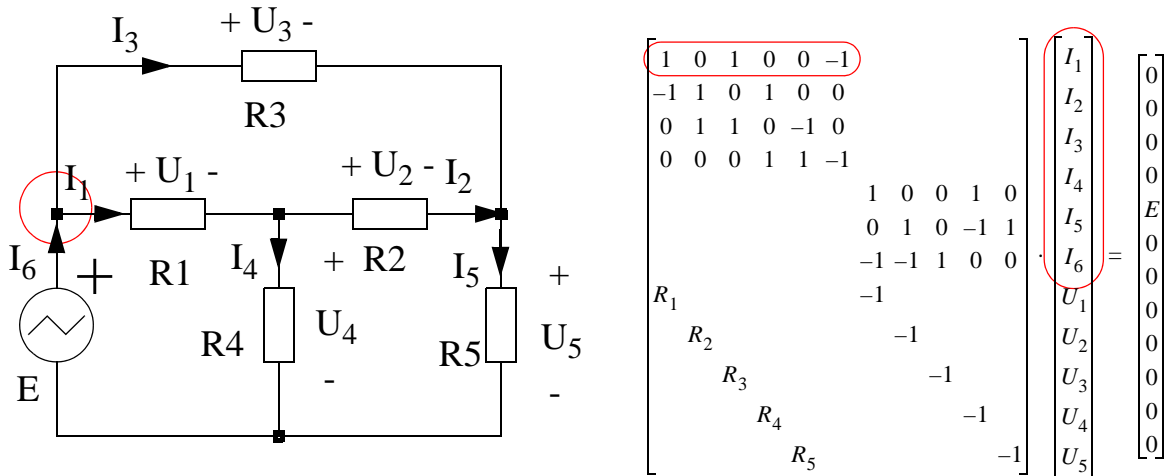 + U3 -
I3
R3
+ U1 -
+ U2 -
I1
I2
I6
+
R1
I4
+
R2
I5
+
E
R4
U4
R5
U5
-
-
1 0 1 0 0 –1
–1 1 0 1 0 0
0 1 1 0 –1 0
0 0 0 1 1 –1
1 0 0 1 0
0 1 0 –1 1
–1 –1 1 0 0
R1 –1
R2 –1
R3 –1
R4 –1
R5 –1
·
I1
I2
I3
I4
I5
I6
U1
U2
U3
U4
U5
=
0
0
0
0
E
0
0
0
0
0
0
0